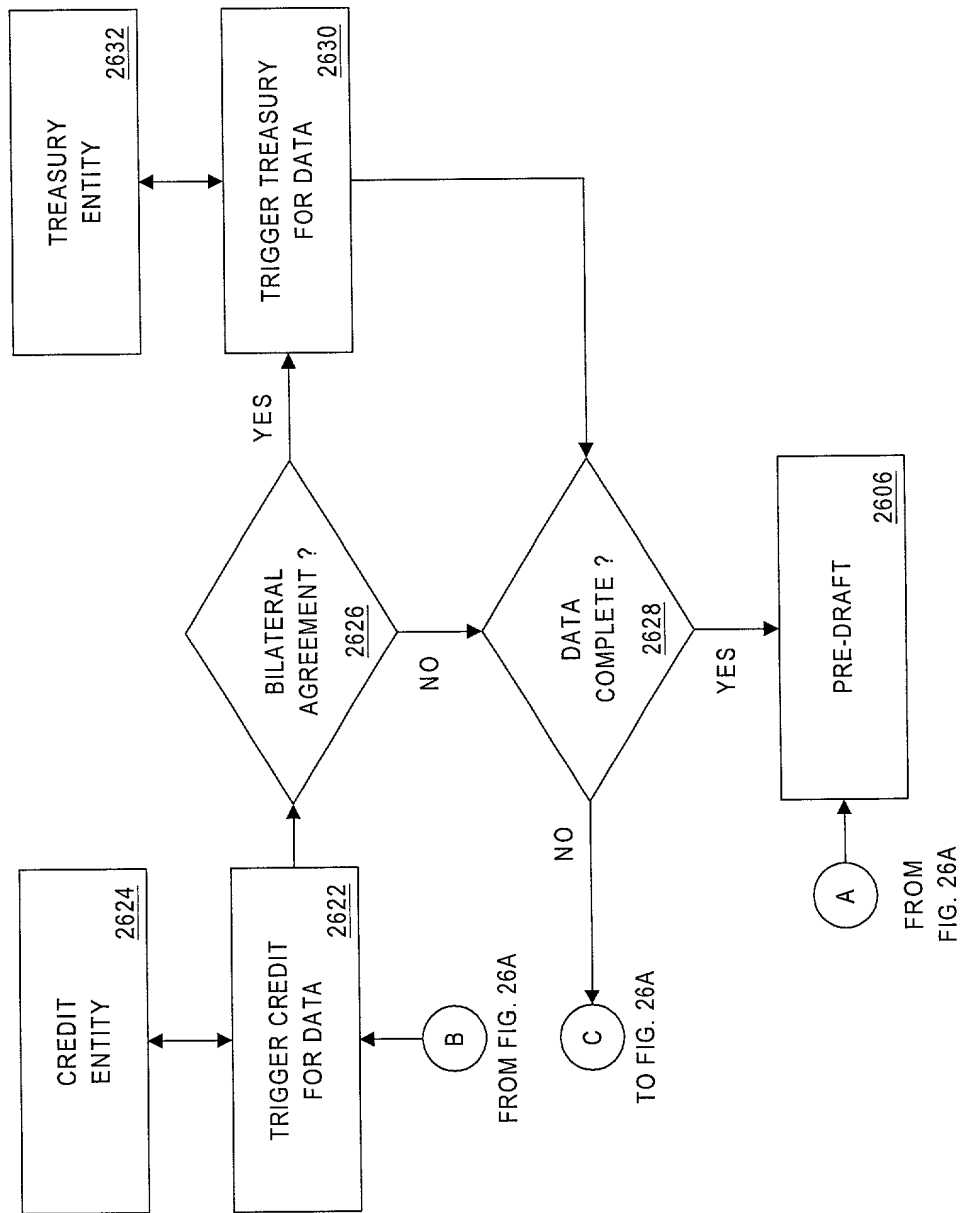 CREDIT
ENTITY
2624
TREASURY
ENTITY
2632
TRIGGER CREDIT
FOR DATA
2622
BILATERAL
AGREEMENT ?
2626
YES
TRIGGER TREASURY
FOR DATA
2630
B
FROM FIG. 26A
NO
C
TO FIG. 26A
NO
DATA
COMPLETE ?
2628
YES
A
FROM
FIG. 26A
PRE-DRAFT
2606